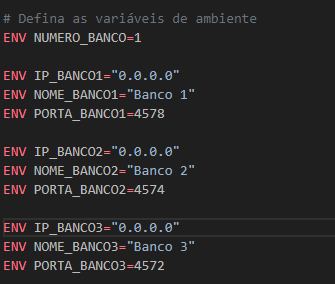 # Defina as variáveis de ambiente
ENV NUMERO_BANCO=1
ENV IP_BANCO1="0.0.0.0"
ENV NOME_BANCO1="Banco 1"
ENV PORTA_BANCO1=4578
ENV IP_BANCO2="0.0.0.0"
ENV NOME_BANCO2="Banco 2"
ENV PORTA_BANCO2=4574
ENV IP_BANCO3="0.0.0.0"
ENV NOME_BANCO3="Banco 3"
ENV PORTA_BANCO3=4572